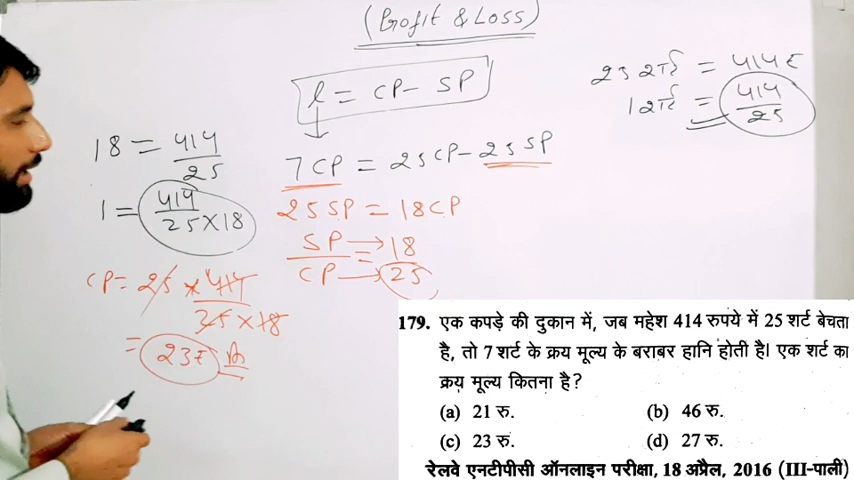 (Profit & Loss)
l = CP - SP
25 शर्ट = 414₹
1 शर्ट = 414/25
18 = 414/25
1 = 414/25×18
7CP = 25CP - 25SP
25SP = 18CP
SP/CP = 18/25
CP = 25 × 414/25×18
= 23₹ A
179. एक कपड़े की दुकान में, जब महेश 414 रुपये में 25 शर्ट बेचता
है, तो 7 शर्ट के क्रय मूल्य के बराबर हानि होती है। एक शर्ट का
क्रय मूल्य कितना है?
(a) 21 रु.
(b) 46 रु.
(c) 23 रु.
(d) 27 रु.
रेलवे एनटीपीसी ऑनलाइन परीक्षा, 18 अप्रैल, 2016 (III-पाली)